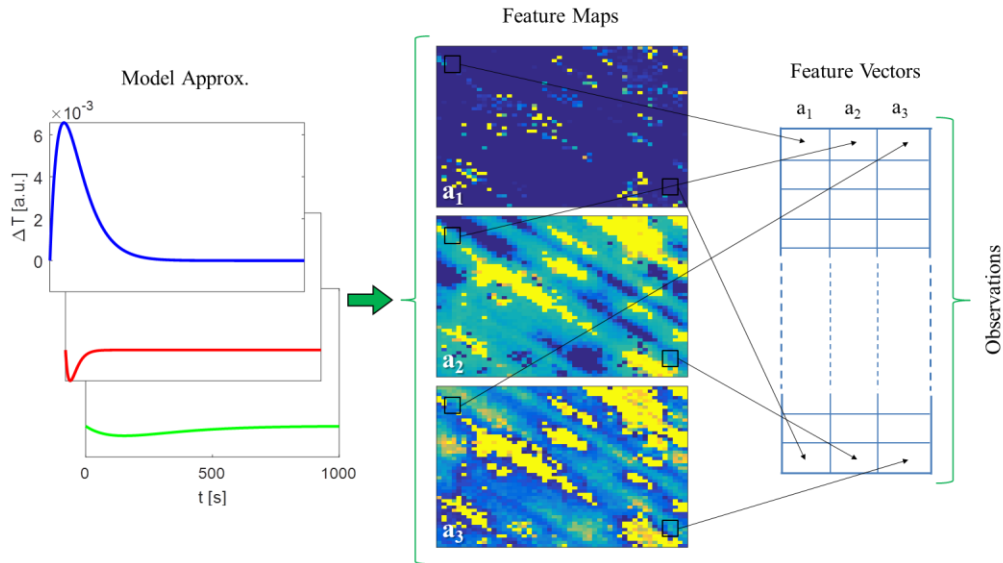 Feature Maps
Model Approx.
Feature Vectors
× 10⁻³
6
4
2
0
Δ T [a.u.]
0 500 1000
t [s]
a₁
a₂
a₃
a₁ a₂ a₃
Observations